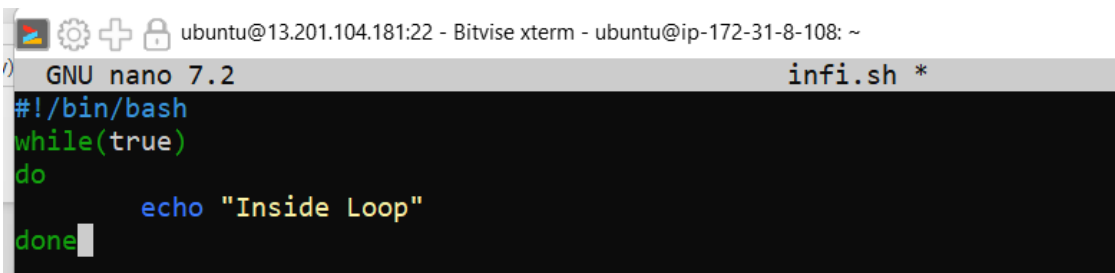 ubuntu@13.201.104.181:22 - Bitvise xterm - ubuntu@ip-172-31-8-108: ~
GNU nano 7.2 infi.sh *
#!/bin/bash
while(true)
do
echo "Inside Loop"
done